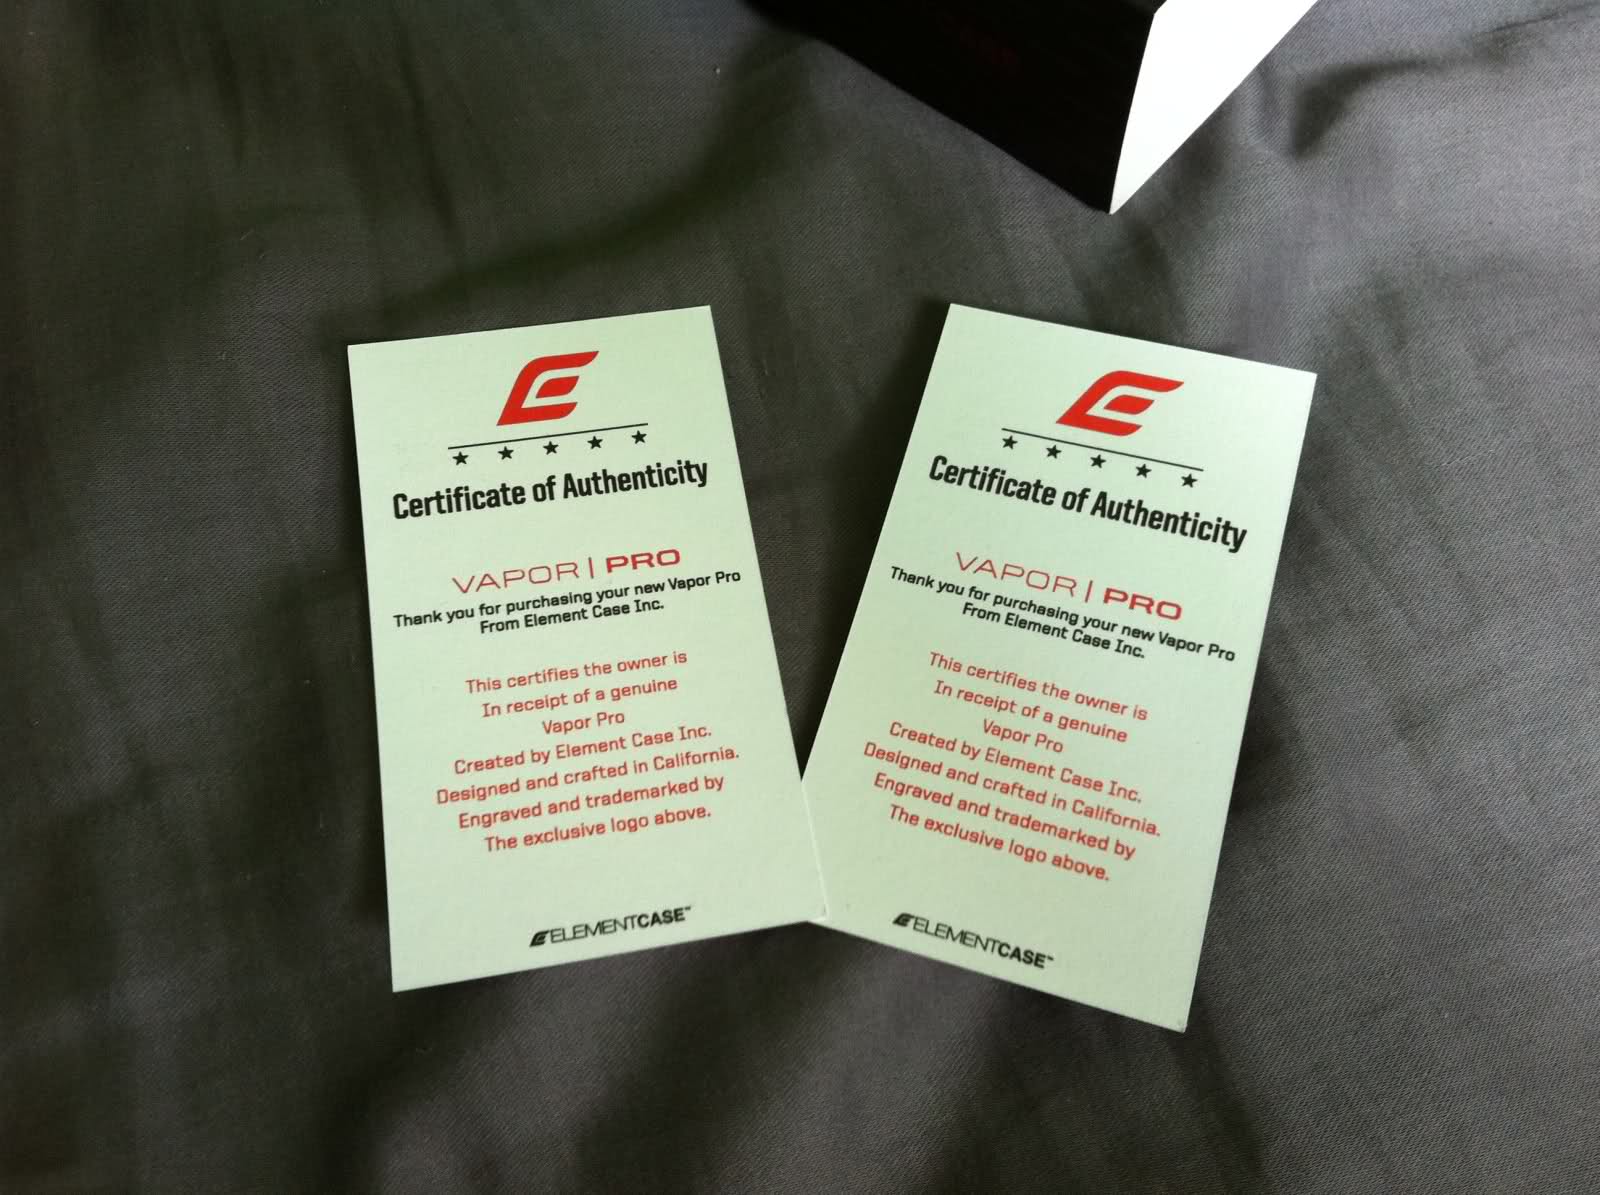 Certificate of Authenticity
VAPOR | PRO
Thank you for purchasing your new Vapor Pro
From Element Case Inc.
This certifies the owner is
In receipt of a genuine
Vapor Pro
Created by Element Case Inc.
Designed and crafted in California.
Engraved and trademarked by
The exclusive logo above.
ELEMENTCASE™
Certificate of Authenticity
VAPOR | PRO
Thank you for purchasing your new Vapor Pro
From Element Case Inc.
This certifies the owner is
In receipt of a genuine
Vapor Pro
Created by Element Case Inc.
Designed and crafted in California.
Engraved and trademarked by
The exclusive logo above.
ELEMENTCASE™